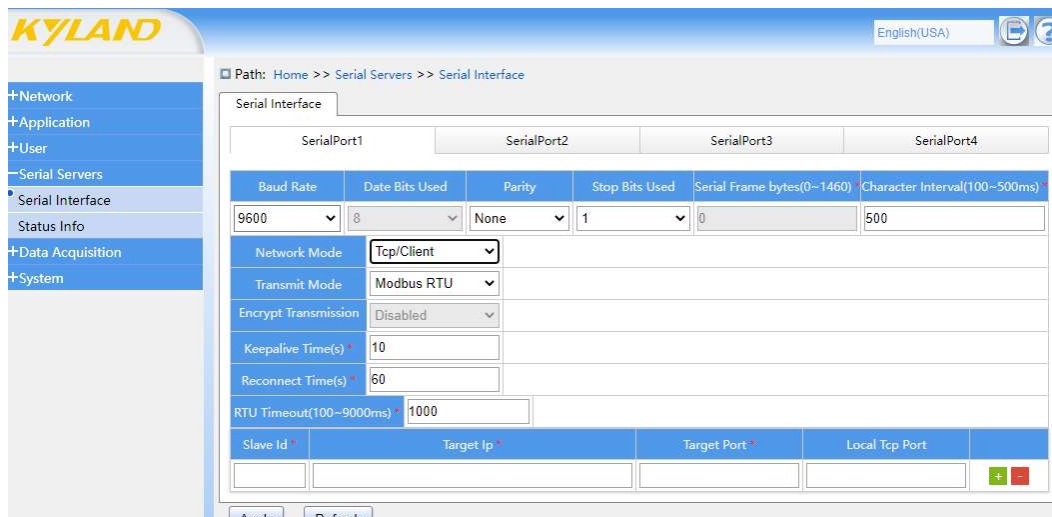 KYLAND
English(USA)
Path: Home >> Serial Servers >> Serial Interface
+Network
+Application
+User
−Serial Servers
Serial Interface
Status Info
+Data Acquisition
+System
Serial Interface
SerialPort1 SerialPort2 SerialPort3 SerialPort4
Baud Rate Date Bits Used Parity Stop Bits Used Serial Frame bytes(0~1460) * Character Interval(100~500ms) *
9600 8 None 1 0 500
Network Mode Tcp/Client
Transmit Mode Modbus RTU
Encrypt Transmission Disabled
Keepalive Time(s) * 10
Reconnect Time(s) * 60
RTU Timeout(100~9000ms) * 1000
Slave Id * Target Ip * Target Port * Local Tcp Port
+ −